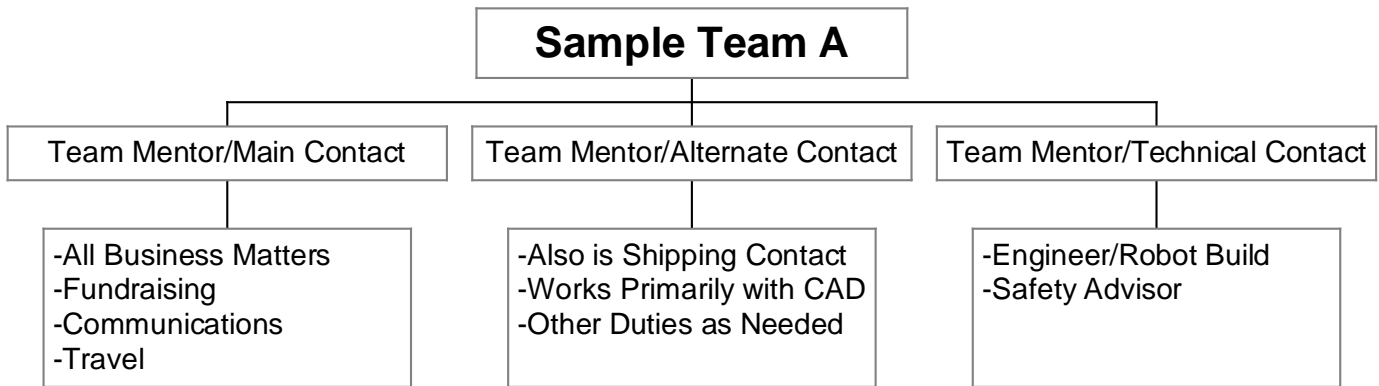 Sample Team A
Team Mentor/Main Contact
Team Mentor/Alternate Contact
Team Mentor/Technical Contact
-All Business Matters
-Fundraising
-Communications
-Travel
-Also is Shipping Contact
-Works Primarily with CAD
-Other Duties as Needed
-Engineer/Robot Build
-Safety Advisor